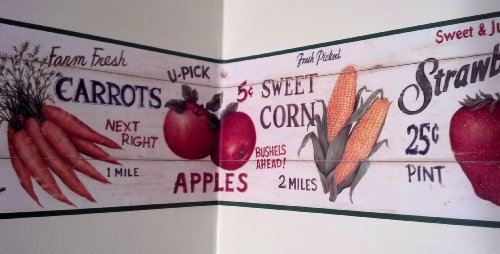 Farm Fresh
CARROTS
NEXT
RIGHT
1 MILE
U-PICK
APPLES
5¢
BUSHELS
AHEAD!
Fresh Picked
SWEET
CORN
2 MILES
Sweet & Ju
Strawb
25¢
PINT